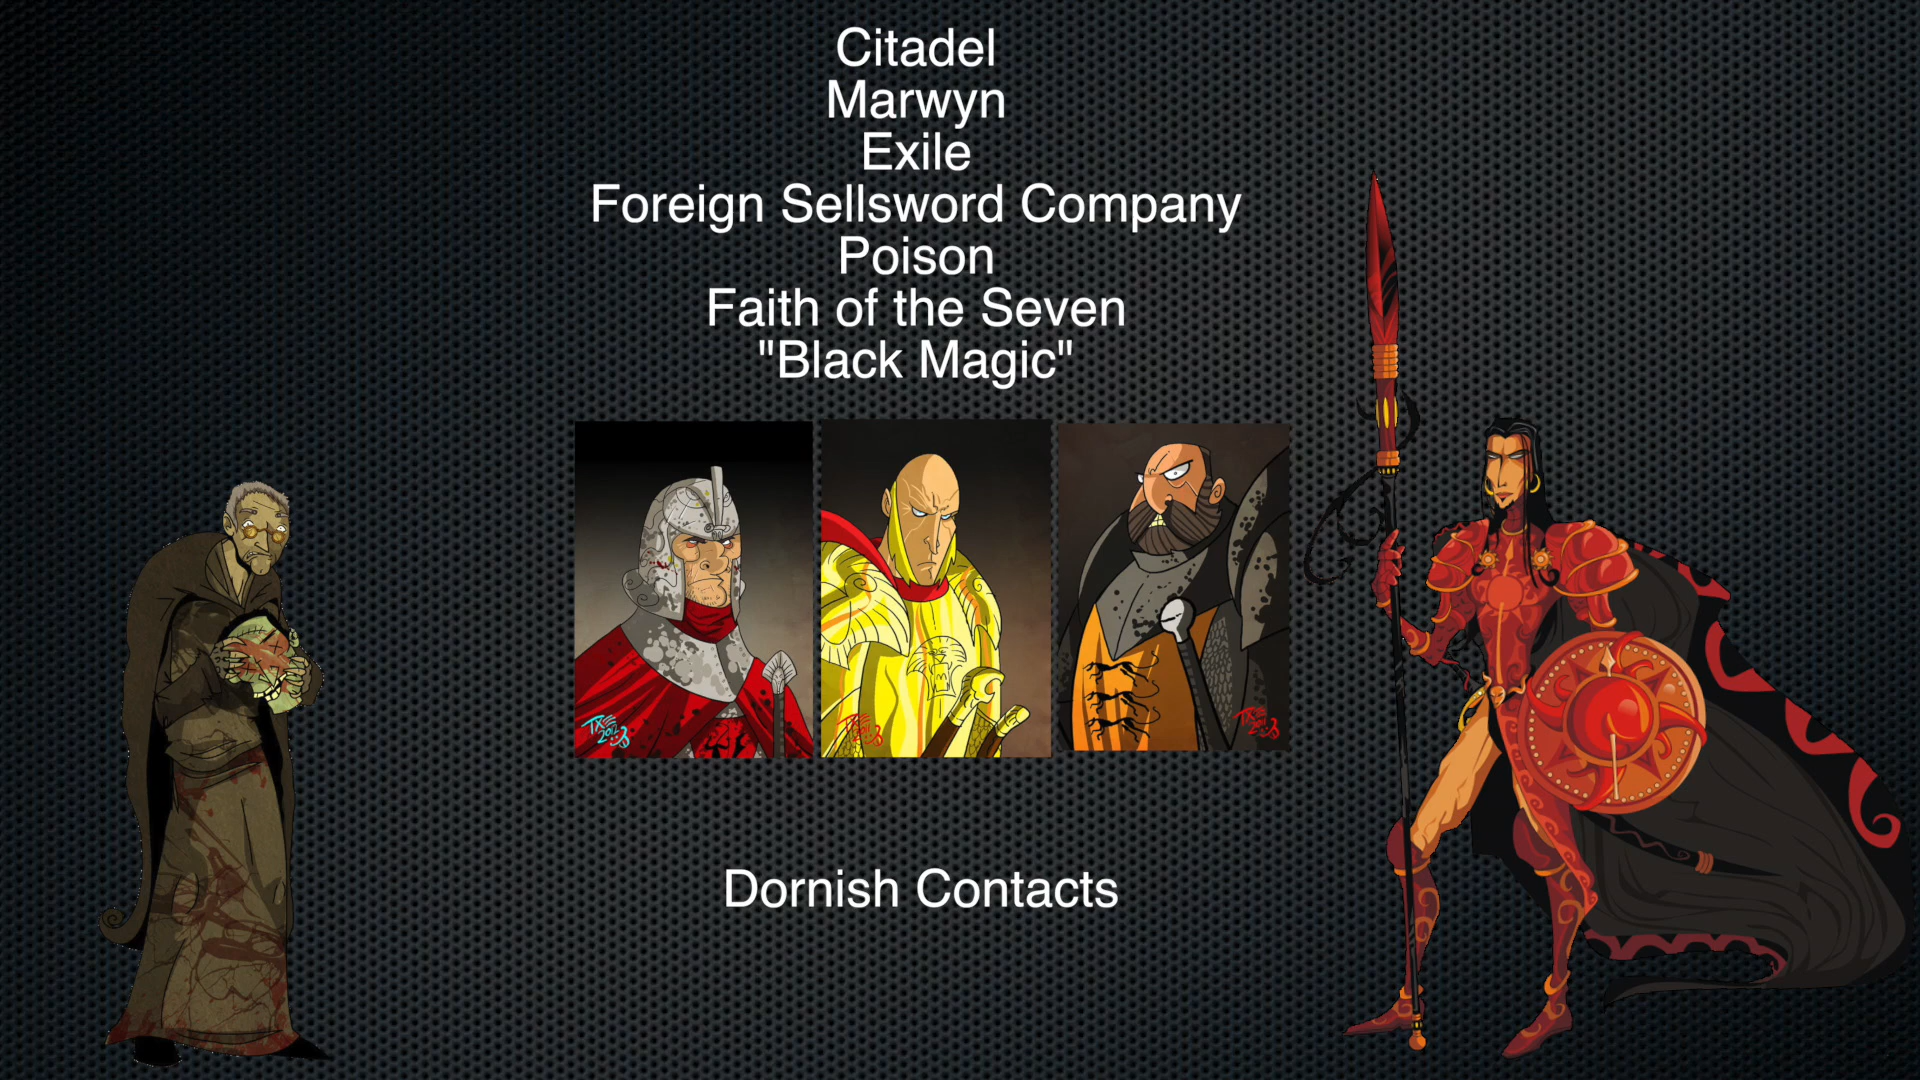 Citadel
Marwyn
Exile
Foreign Sellsword Company
Poison
Faith of the Seven
"Black Magic"
Dornish Contacts